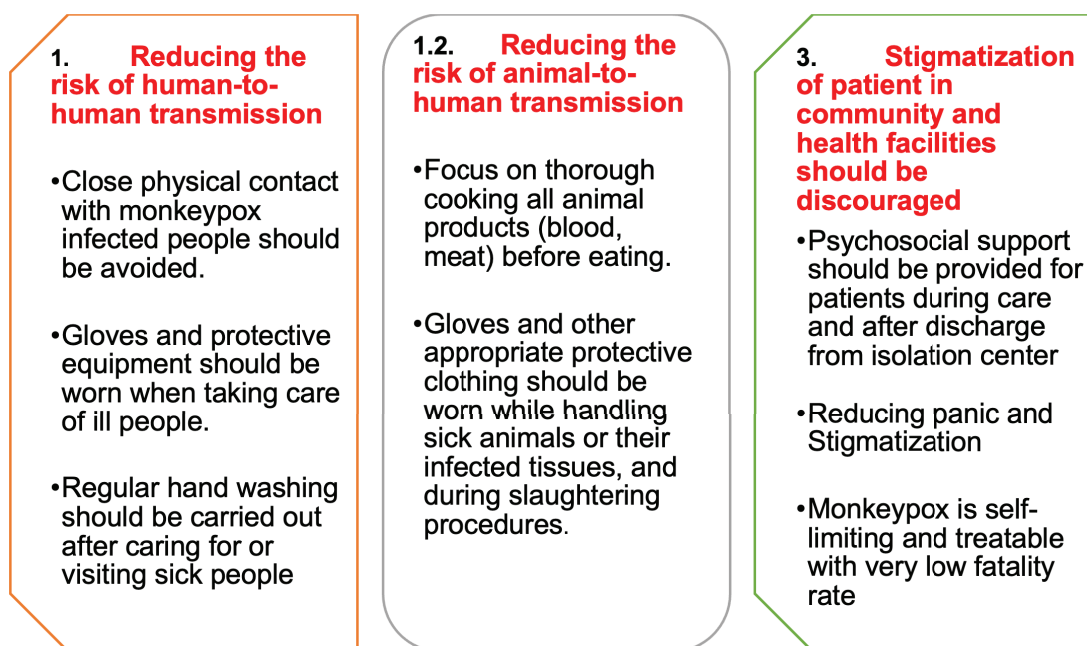 1. Reducing the
risk of human-to-
human transmission
•Close physical contact
with monkeypox
infected people should
be avoided.
•Gloves and protective
equipment should be
worn when taking care
of ill people.
•Regular hand washing
should be carried out
after caring for or
visiting sick people
1.2. Reducing the
risk of animal-to-
human transmission
•Focus on thorough
cooking all animal
products (blood,
meat) before eating.
•Gloves and other
appropriate protective
clothing should be
worn while handling
sick animals or their
infected tissues, and
during slaughtering
procedures.
3. Stigmatization
of patient in
community and
health facilities
should be
discouraged
•Psychosocial support
should be provided for
patients during care
and after discharge
from isolation center
•Reducing panic and
Stigmatization
•Monkeypox is self-
limiting and treatable
with very low fatality
rate